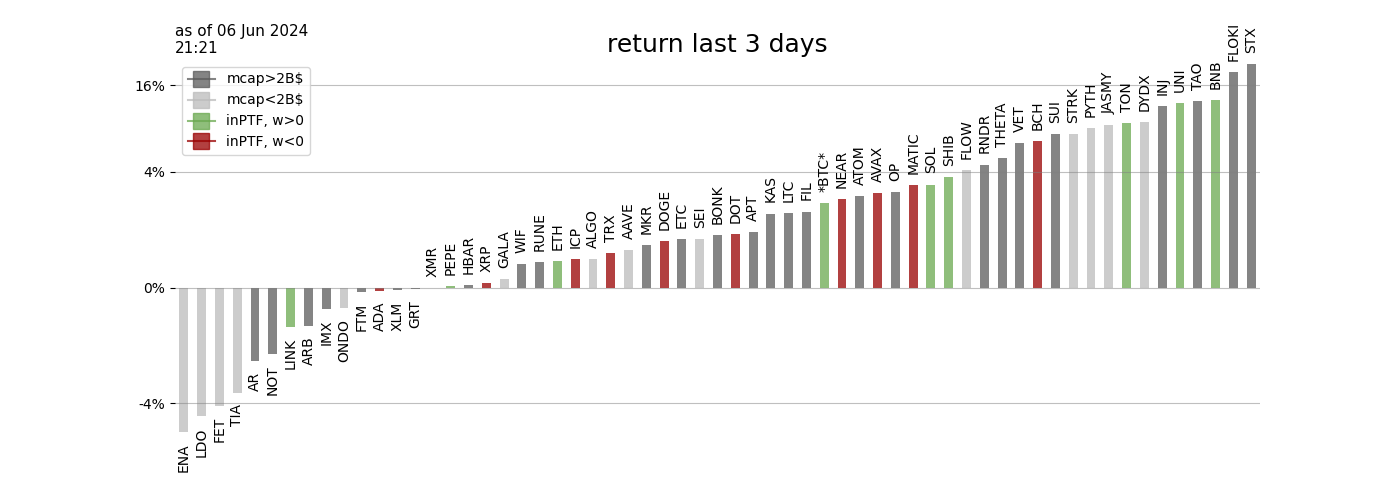 as of 06 Jun 2024
21:21
return last 3 days
mcap>2B$
mcap<2B$
inPTF, w>0
inPTF, w<0
16%
4%
0%
-4%
ENA
LDO
FET
TIA
AR
NOT
LINK
ARB
IMX
ONDO
FTM
ADA
XLM
GRT
XMR
PEPE
HBAR
XRP
GALA
WIF
RUNE
ETH
ICP
ALGO
TRX
AAVE
MKR
DOGE
ETC
SEI
BONK
DOT
APT
KAS
LTC
FIL
*BTC*
NEAR
ATOM
AVAX
OP
MATIC
SOL
SHIB
FLOW
RNDR
THETA
VET
BCH
SUI
STRK
PYTH
JASMY
TON
DYDX
INJ
UNI
TAO
BNB
FLOKI
STX